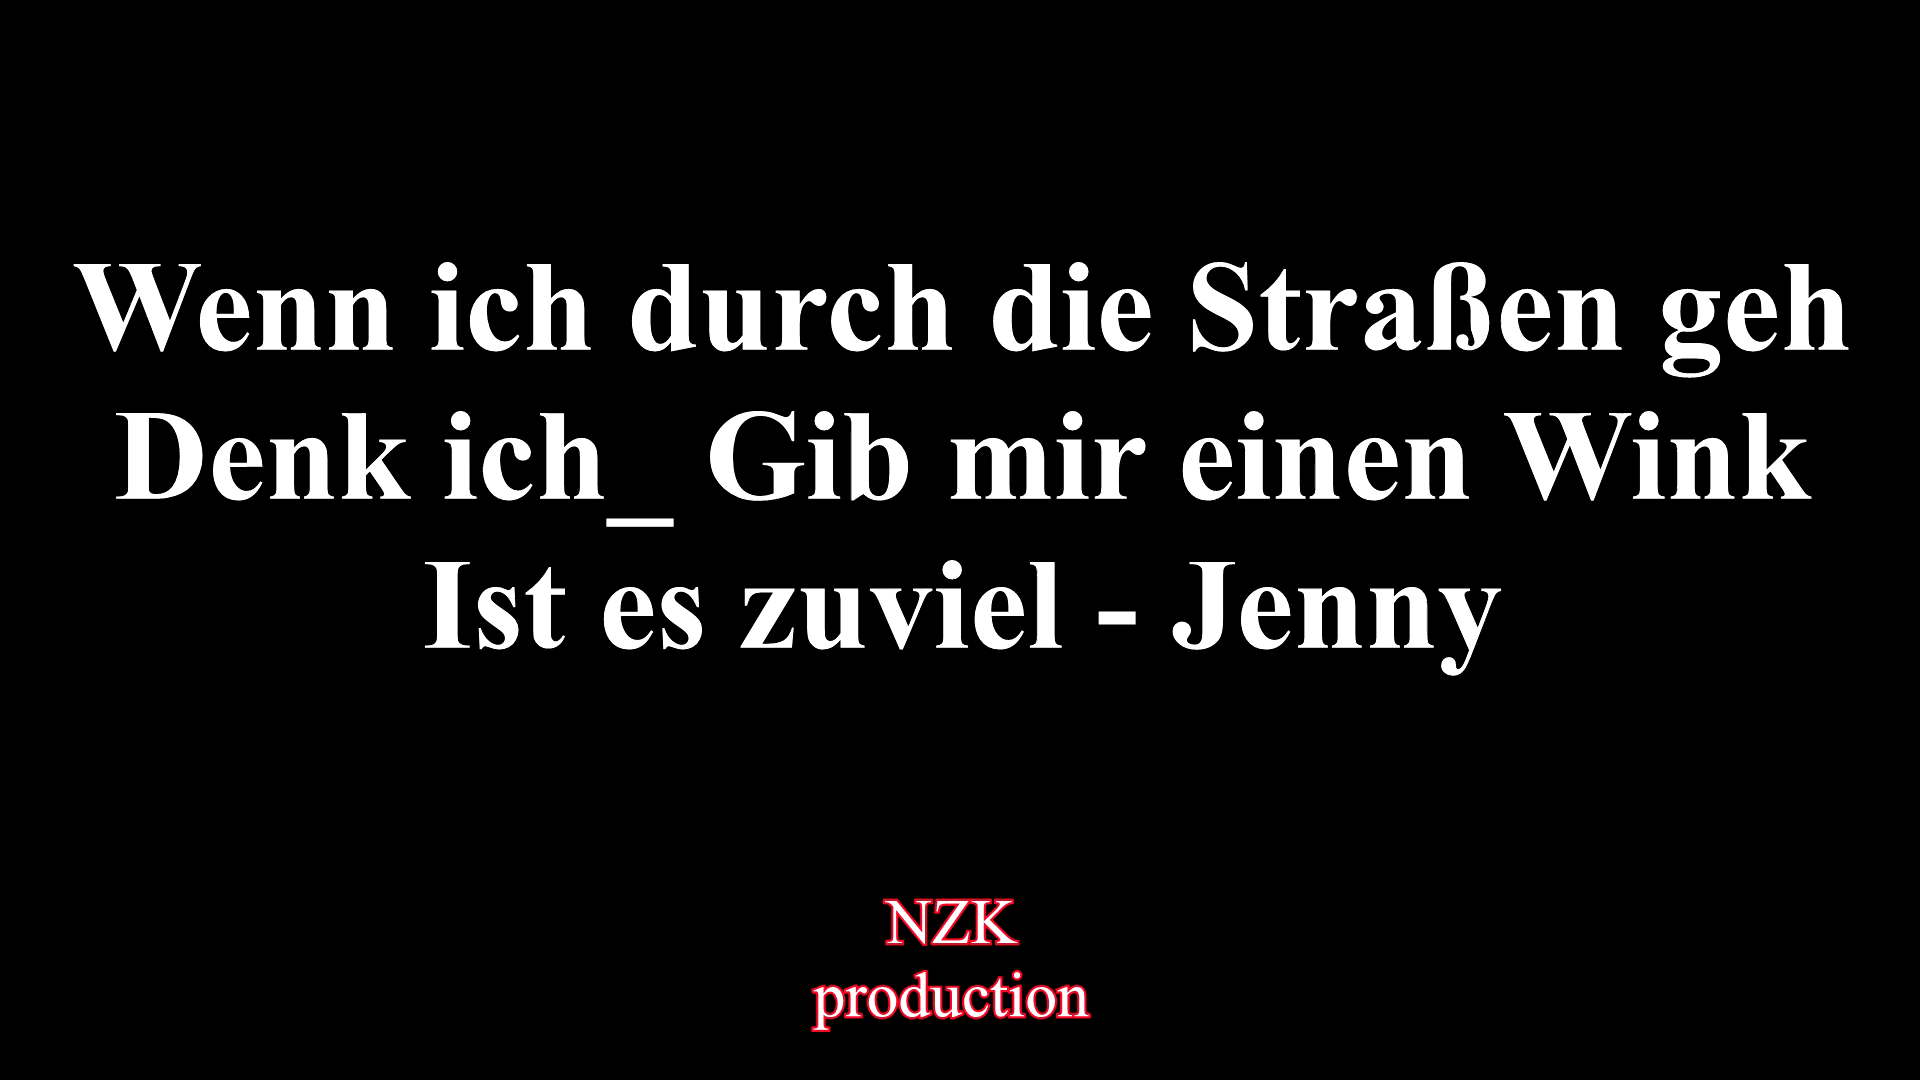 Wenn ich durch die Straßen geh
Denk ich_ Gib mir einen Wink
Ist es zuviel - Jenny
NZK
production